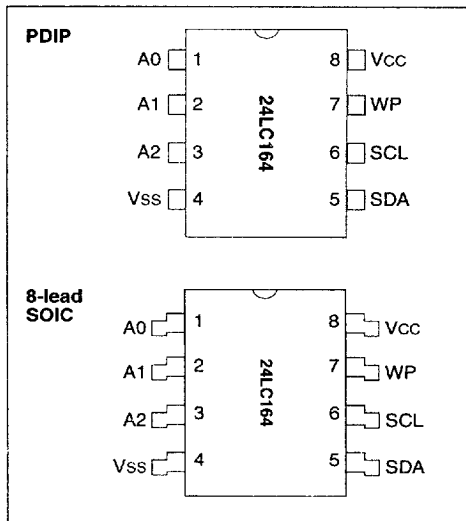 PDIP
A0 1 8 Vcc
A1 2 7 WP
A2 3 6 SCL
Vss 4 5 SDA
24LC164
8-lead
SOIC
A0 1 8 Vcc
A1 2 7 WP
A2 3 6 SCL
Vss 4 5 SDA
24LC164